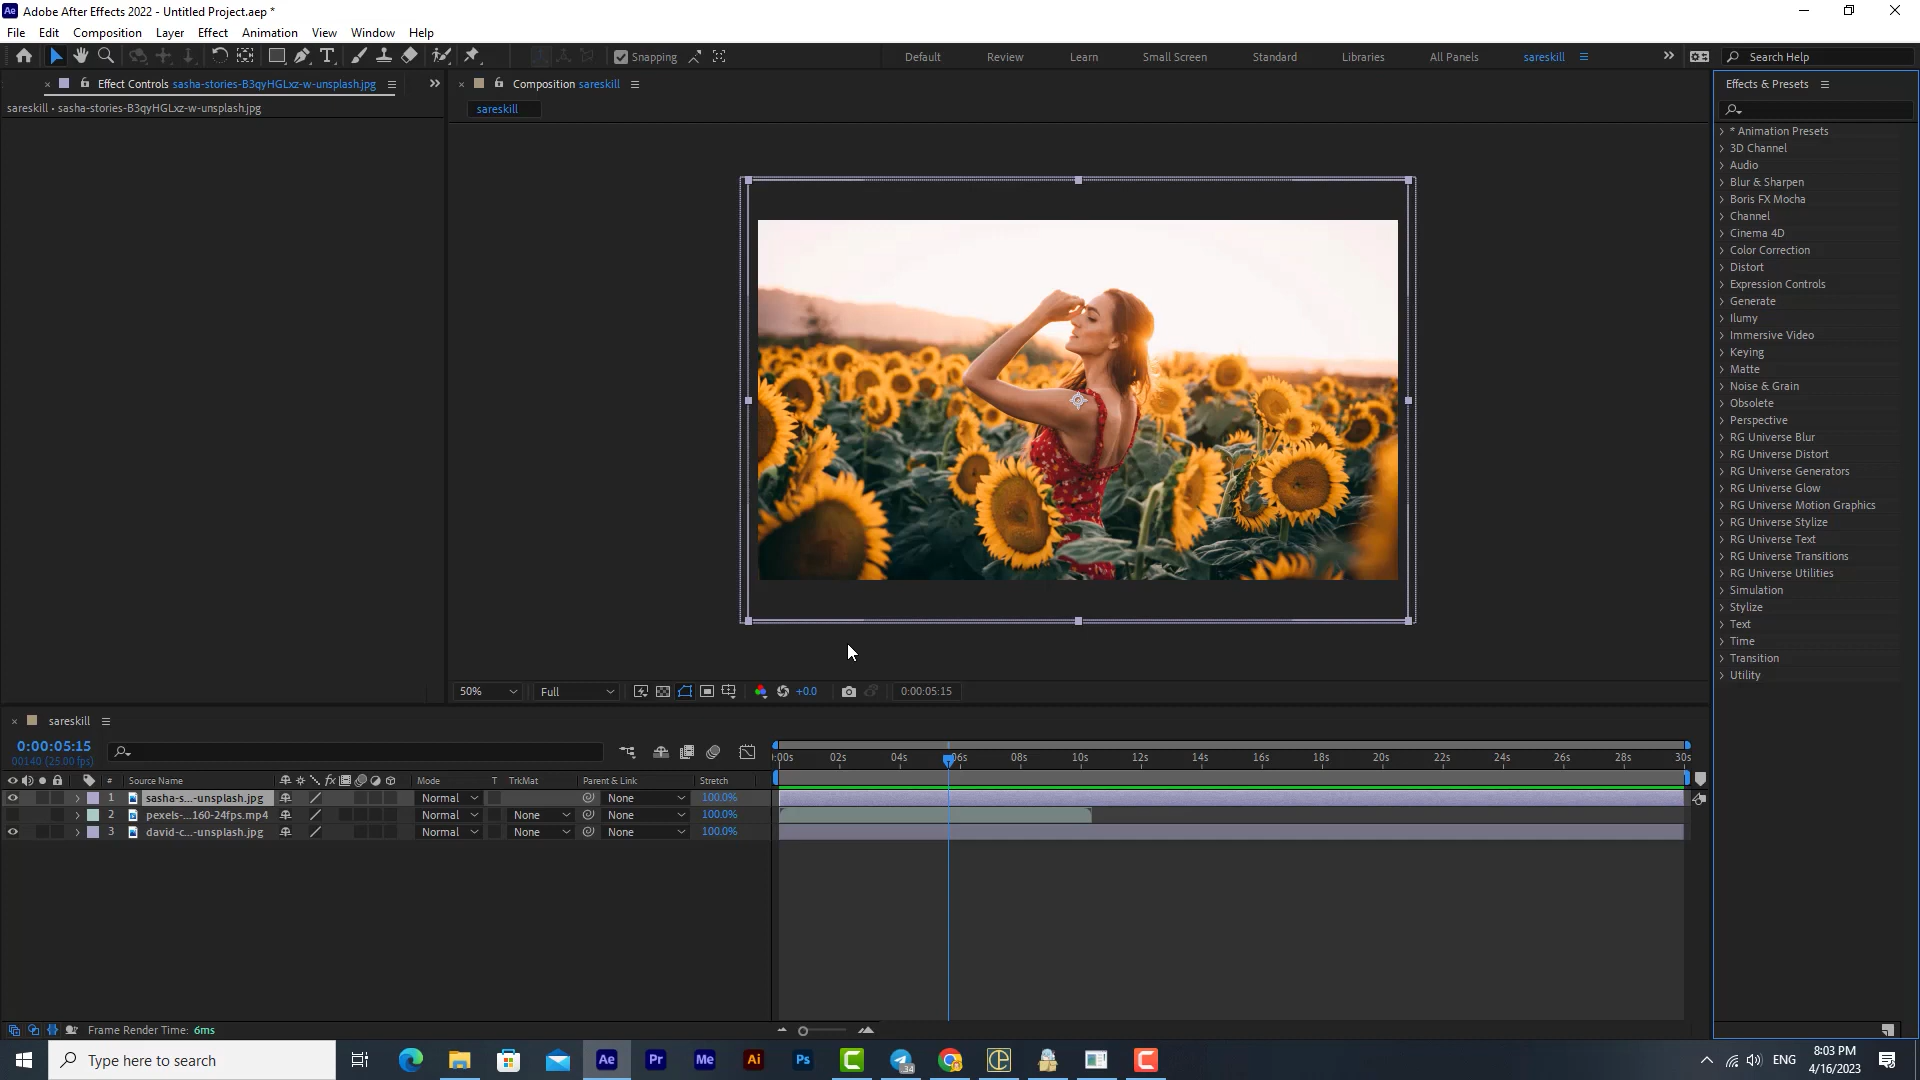 Ae Adobe After Effects 2022 - Untitled Project.aep *
File Edit Composition Layer Effect Animation View Window Help
Snapping Default Review Learn Small Screen Standard Libraries All Panels sareskill Search Help
Effect Controls sasha-stories-B3qyHGLxz-w-unsplash.jpg
sareskill • sasha-stories-B3qyHGLxz-w-unsplash.jpg
Composition sareskill
sareskill
Effects & Presets
* Animation Presets
3D Channel
Audio
Blur & Sharpen
Boris FX Mocha
Channel
Cinema 4D
Color Correction
Distort
Expression Controls
Generate
Ilumy
Immersive Video
Keying
Matte
Noise & Grain
Obsolete
Perspective
RG Universe Blur
RG Universe Distort
RG Universe Generators
RG Universe Glow
RG Universe Motion Graphics
RG Universe Stylize
RG Universe Text
RG Universe Transitions
RG Universe Utilities
Simulation
Stylize
Text
Time
Transition
Utility
50% Full +0.0 0:00:05:15
sareskill
0:00:05:15
00140 (25.00 fps)
:00s 02s 04s 06s 08s 10s 12s 14s 16s 18s 20s 22s 24s 26s 28s 30s
# Source Name Mode T TrkMat Parent & Link Stretch
1 sasha-s...-unsplash.jpg Normal None 100.0%
2 pexels-...160-24fps.mp4 Normal None None 100.0%
3 david-c...-unsplash.jpg Normal None None 100.0%
Frame Render Time: 6ms
Type here to search Ae Pr Me Ai Ps 34 ENG 8:03 PM
4/16/2023